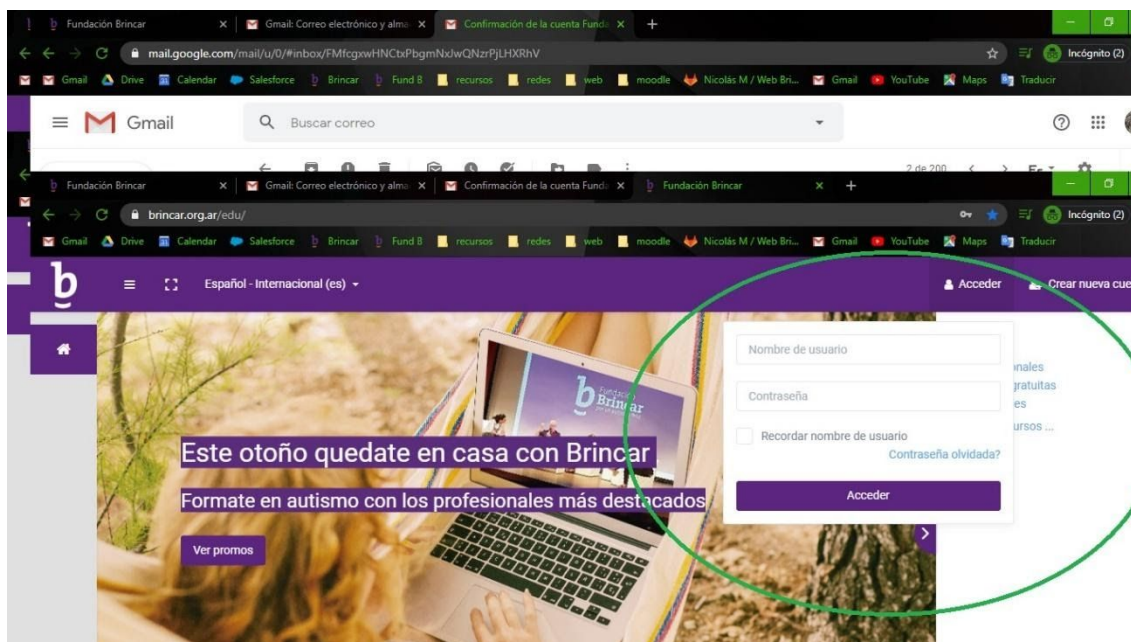 Fundación Brincar
Gmail: Correo electrónico y alma
Confirmación de la cuenta Funda
mail.google.com/mail/u/0/#inbox/FMfcgxwHNCtxPbgmNxJwQNzrPjLHXRhV
Incógnito (2)
Gmail Drive Calendar Salesforce Brincar Fund B recursos redes web moodle Nicolás M / Web Bri... Gmail YouTube Maps Traducir
Gmail
Buscar correo
2 de 200
Fundación Brincar
Gmail: Correo electrónico y alma
Confirmación de la cuenta Funda
Fundación Brincar
brincar.org.ar/edu/
Incógnito (2)
Gmail Drive Calendar Salesforce Brincar Fund B recursos redes web moodle Nicolás M / Web Bri... Gmail YouTube Maps Traducir
b
Español - Internacional (es)
Acceder
Crear nueva cue
b Fundación
Brincar
Este otoño quedate en casa con Brincar
Formate en autismo con los profesionales más destacados
Ver promos
Nombre de usuario
Contraseña
Recordar nombre de usuario
Contraseña olvidada?
Acceder
onales
gratuitas
es
ursos ...